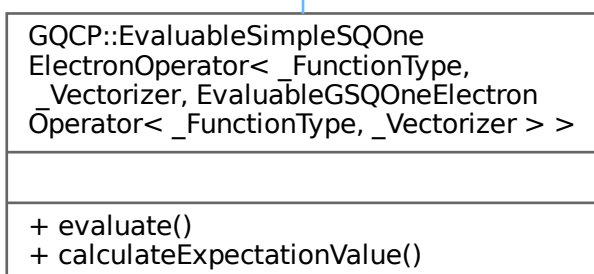 GQCP::EvaluableSimpleSQOne
ElectronOperator< _FunctionType,
_Vectorizer, EvaluableGSQOneElectron
Operator< _FunctionType, _Vectorizer > >
+ evaluate()
+ calculateExpectationValue()